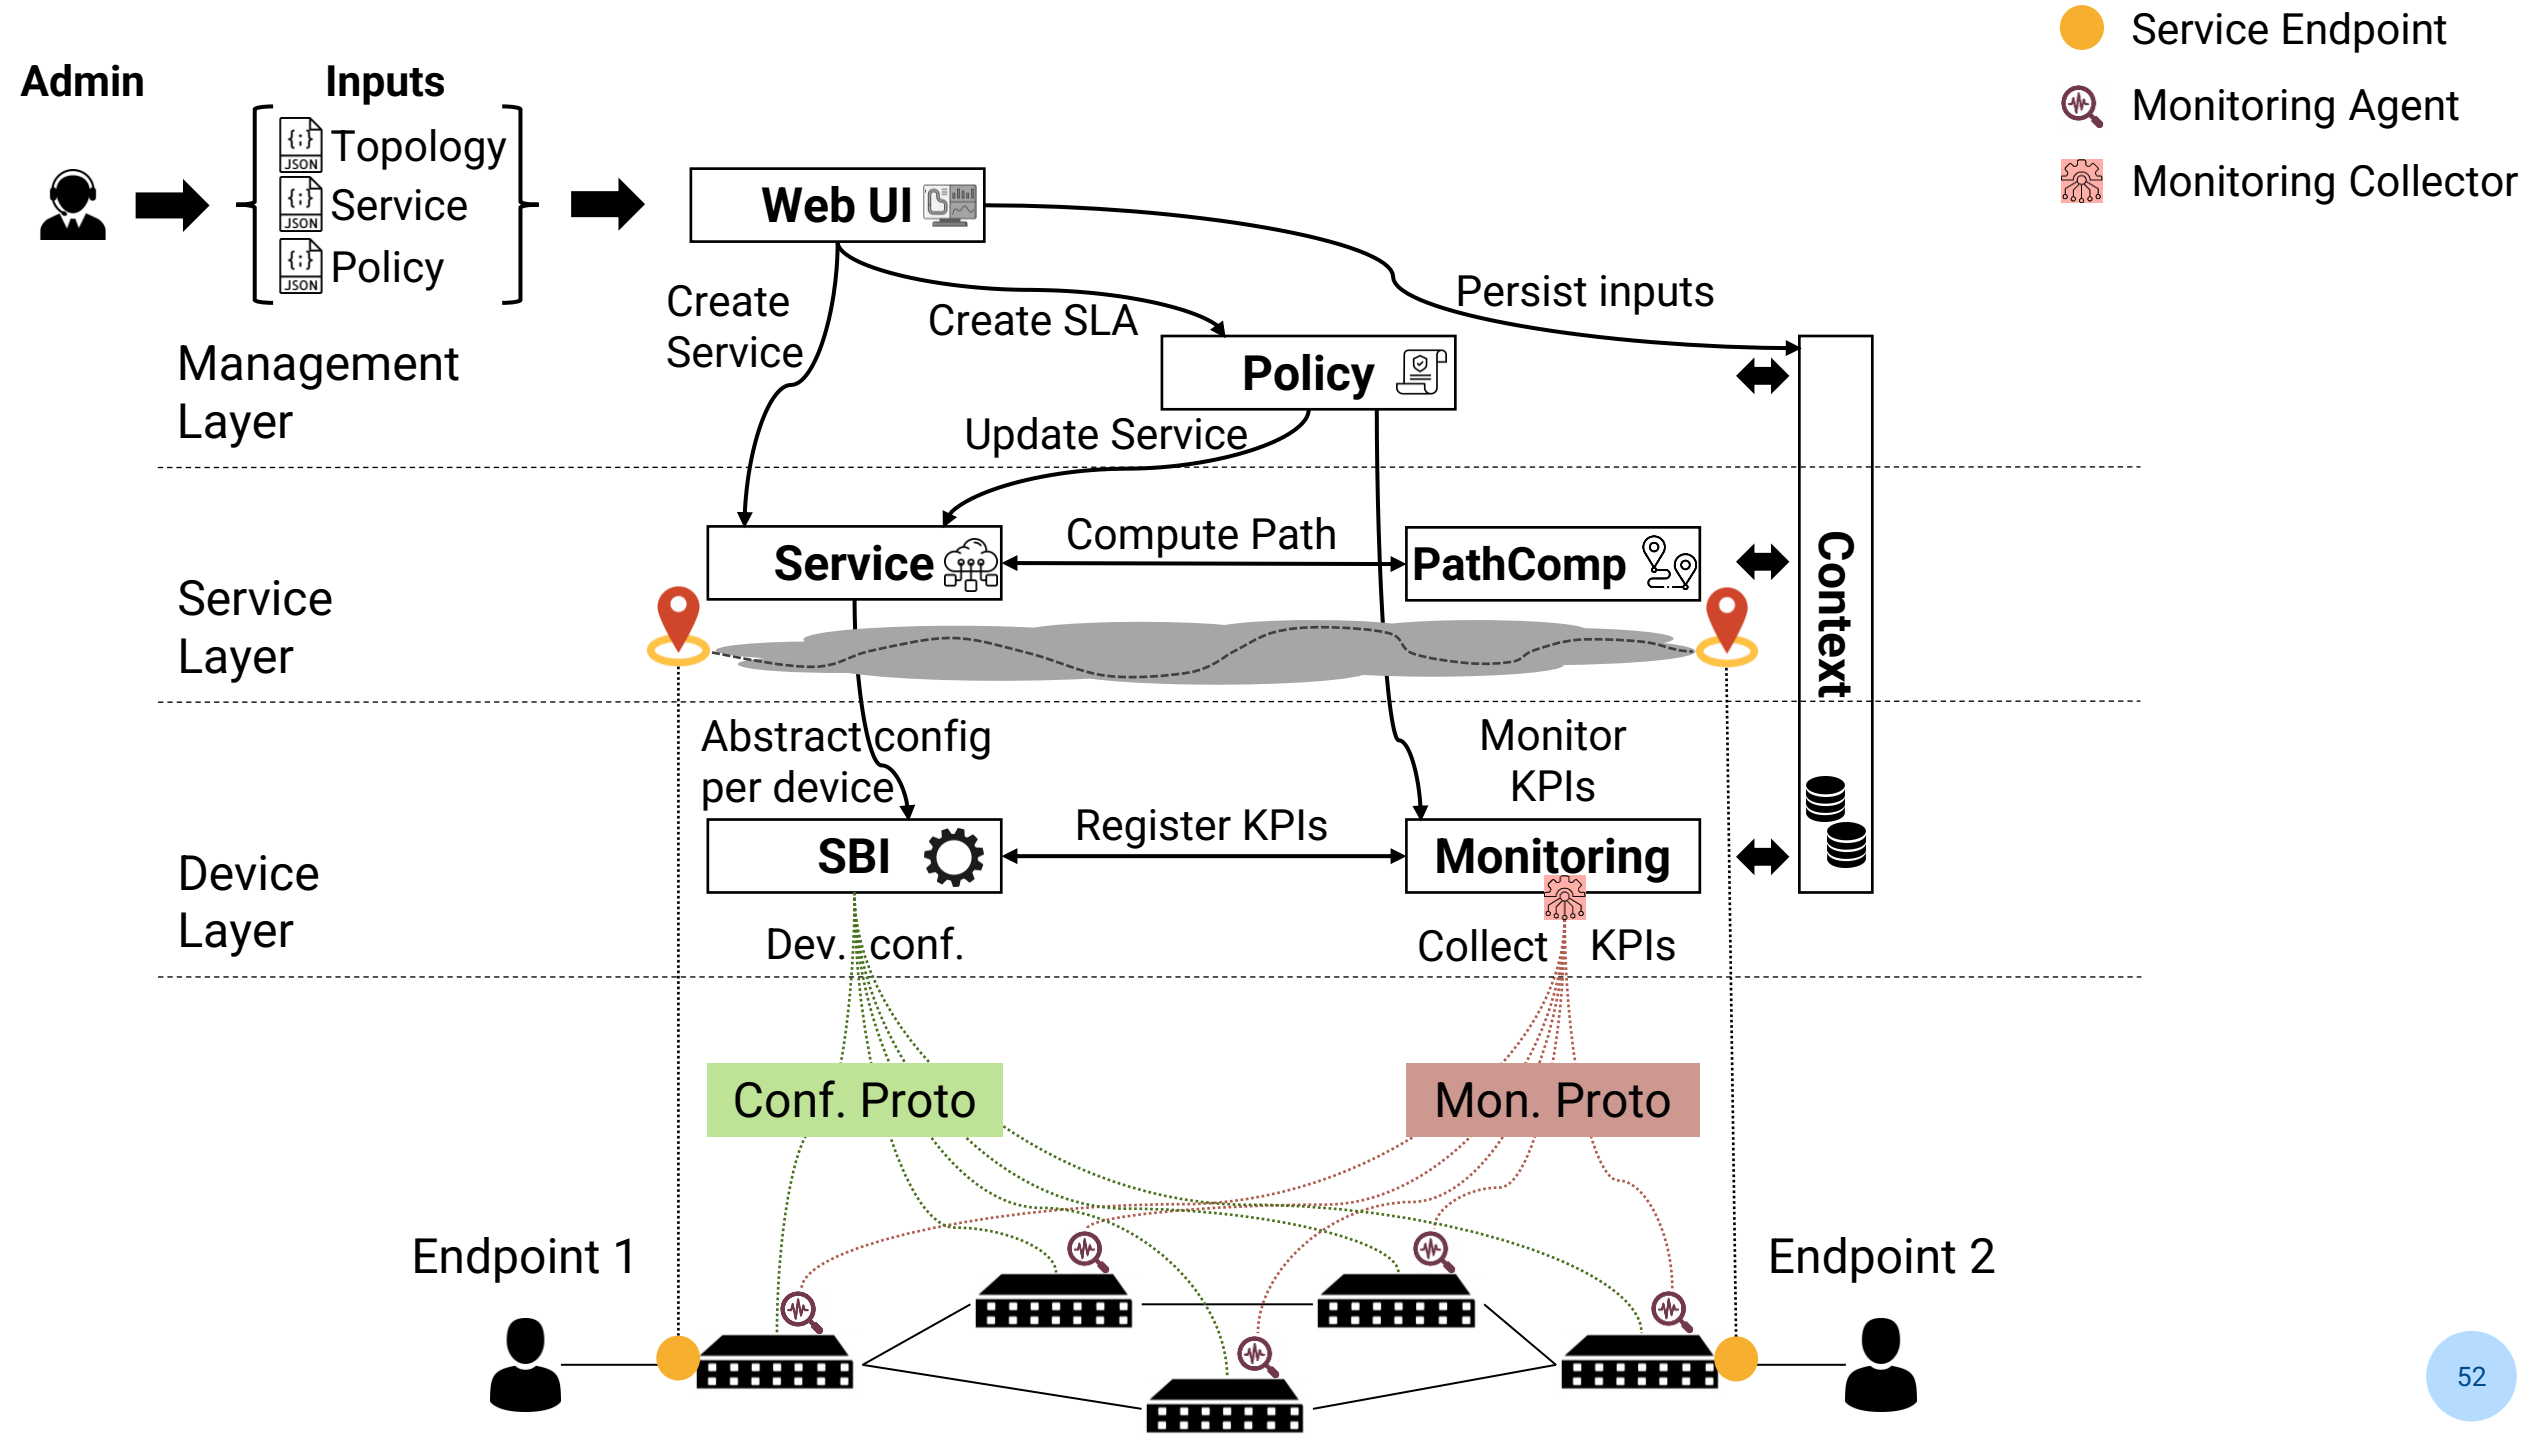 Service Endpoint
Monitoring Agent
Monitoring Collector
Admin
Inputs
{;}
JSON
Topology
{;}
JSON
Service
{;}
JSON
Policy
Web UI
Create
Service
Create SLA
Persist inputs
Management
Layer
Policy
Update Service
Service
Compute Path
PathComp
Context
Service
Layer
Abstract config
per device
Monitor
KPIs
SBI
Register KPIs
Monitoring
Device
Layer
Dev. conf.
Collect KPIs
Conf. Proto
Mon. Proto
Endpoint 1
Endpoint 2
52